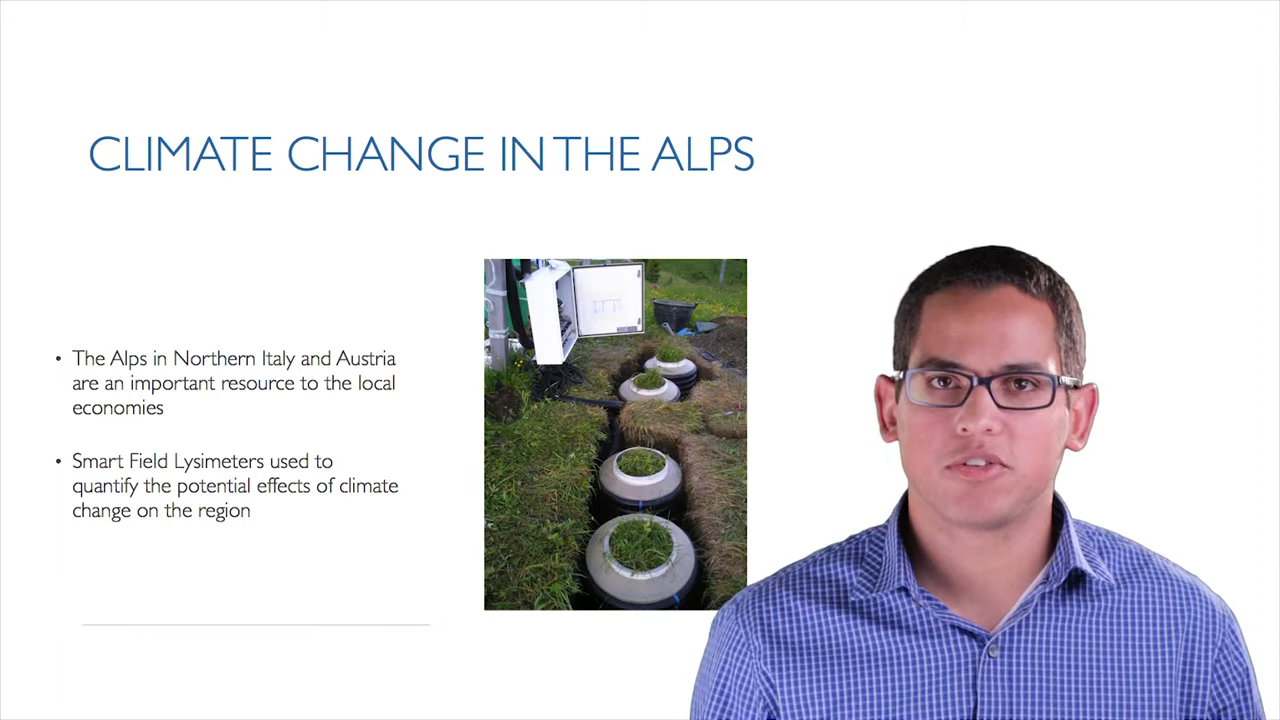 CLIMATE CHANGE IN THE ALPS
• The Alps in Northern Italy and Austria
are an important resource to the local
economies
• Smart Field Lysimeters used to
quantify the potential effects of climate
change on the region